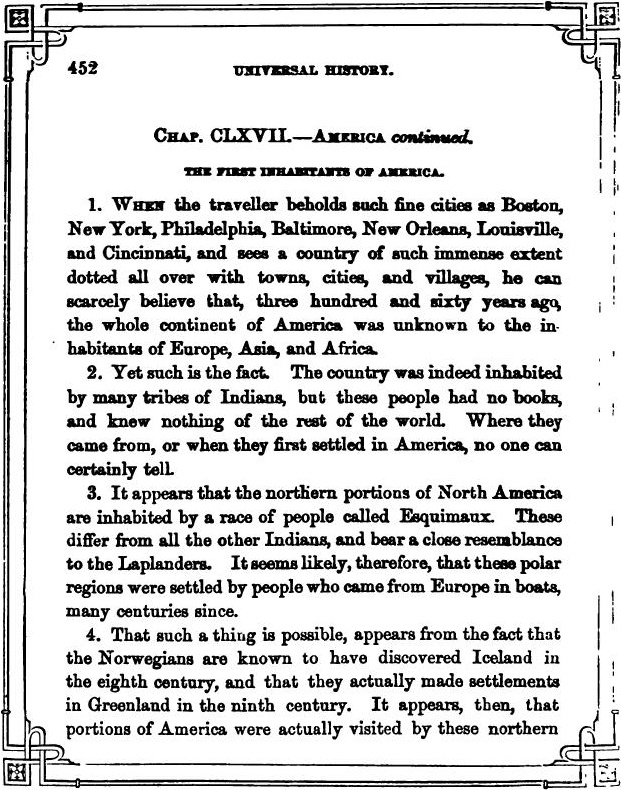 452
UNIVERSAL HISTORY.
CHAP. CLXVII.—AMERICA continued.
THE FIRST INHABITANTS OF AMERICA.
1. WHEN the traveller beholds such fine cities as Boston,
New York, Philadelphia, Baltimore, New Orleans, Louisville,
and Cincinnati, and sees a country of such immense extent
dotted all over with towns, cities, and villages, he can
scarcely believe that, three hundred and sixty years ago,
the whole continent of America was unknown to the in-
habitants of Europe, Asia, and Africa.
2. Yet such is the fact. The country was indeed inhabited
by many tribes of Indians, but these people had no books,
and knew nothing of the rest of the world. Where they
came from, or when they first settled in America, no one can
certainly tell.
3. It appears that the northern portions of North America
are inhabited by a race of people called Esquimaux. These
differ from all the other Indians, and bear a close resemblance
to the Laplanders. It seems likely, therefore, that these polar
regions were settled by people who came from Europe in boats,
many centuries since.
4. That such a thing is possible, appears from the fact that
the Norwegians are known to have discovered Iceland in
the eighth century, and that they actually made settlements
in Greenland in the ninth century. It appears, then, that
portions of America were actually visited by these northern